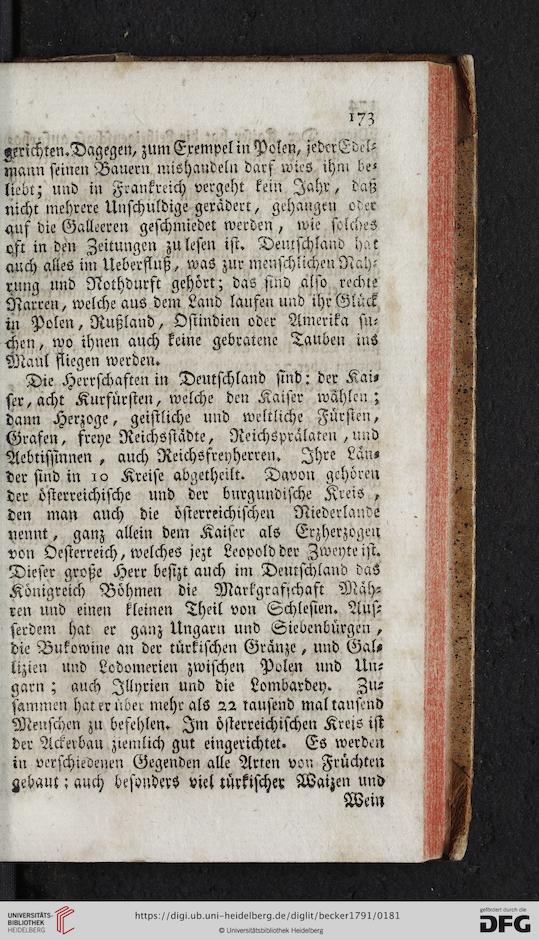 173
gerichten. Dagegen, zum Exempel in Polen, jeder Edel⸗
mann seinen Bauern mishandeln darf wies ihm be⸗
liebt; und in Frankreich vergeht kein Jahr, daß
nicht mehrere Unschuldige gerädert, gehangen oder
auf die Galleeren geschmiedet werden, wie solches
oft in den Zeitungen zu lesen ist. Deutschland hat
auch alles im Ueberfluß, was zur menschlichen Nah⸗
rung und Nothdurft gehört; das sind also rechte
Narren, welche aus dem Land laufen und ihr Glück
in Polen, Rußland, Ostindien oder Amerika su⸗
chen, wo ihnen auch keine gebratene Tauben ins
Maul fliegen werden.
Die Herrschaften in Deutschland sind: der Kai⸗
ser, acht Kurfürsten, welche den Kaiser wählen;
dann Herzoge, geistliche und weltliche Fürsten,
Grafen, freye Reichsstädte, Reichsprälaten, und
Aebtissinnen, auch Reichsfreyherren. Ihre Län⸗
der sind in 10 Kreise abgetheilt. Davon gehören
der österreichische und der burgundische Kreis,
den man auch die österreichischen Niederlande
nennt, ganz allein dem Kaiser als Erzherzogen
von Oesterreich, welches jezt Leopold der Zweyte ist.
Dieser große Herr besizt auch im Deutschland das
Königreich Böhmen die Markgrafschaft Mäh⸗
ren und einen kleinen Theil von Schlesien. Aus⸗
serdem hat er ganz Ungarn und Siebenbürgen,
die Bukowine an der türkischen Gränze, und Gal⸗
lizien und Lodomerien zwischen Polen und Un⸗
garn; auch Illyrien und die Lombardey. Zu⸗
sammen hat er über mehr als 22 tausend mal tausend
Menschen zu befehlen. Im österreichischen Kreis ist
der Ackerbau ziemlich gut eingerichtet. Es werden
in verschiedenen Gegenden alle Arten von Früchten
gebaut: auch besonders viel türkischer Waizen und
Wein
UNIVERSITÄTS-
BIBLIOTHEK
HEIDELBERG
https://digi.ub.uni-heidelberg.de/diglit/becker1791/0181
© Universitätsbibliothek Heidelberg
gefördert durch die
DFG